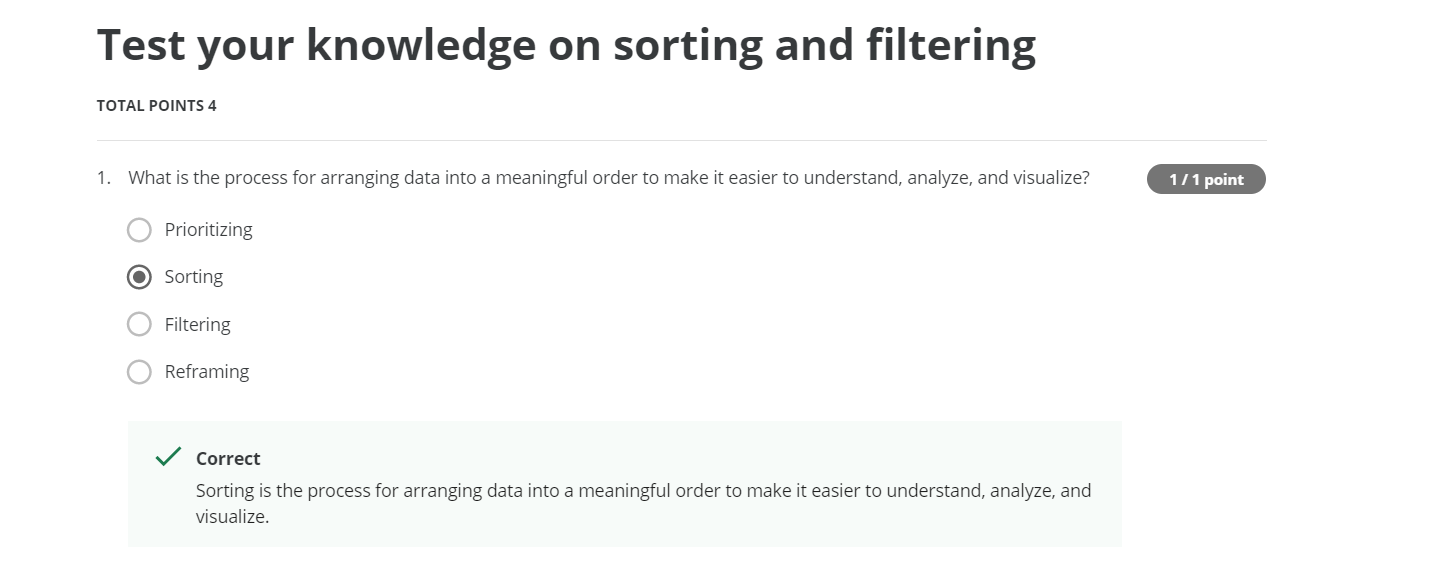 Test your knowledge on sorting and filtering
TOTAL POINTS 4
1. What is the process for arranging data into a meaningful order to make it easier to understand, analyze, and visualize?
1 / 1 point
Prioritizing
Sorting
Filtering
Reframing
Correct
Sorting is the process for arranging data into a meaningful order to make it easier to understand, analyze, and
visualize.